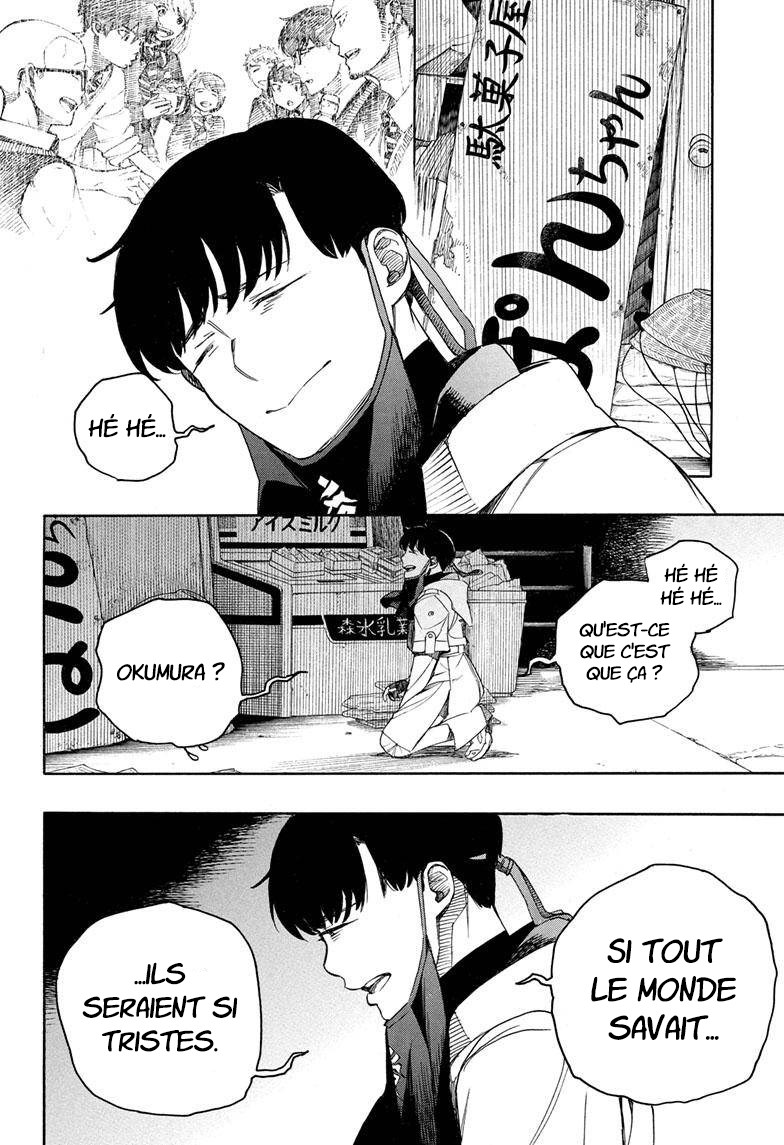 駄菓子屋
ぽんちゃん
HÉ HÉ...
アイスミルク
森永乳業
HÉ HÉ
HÉ HÉ...
QU'EST-CE
QUE C'EST
QUE ÇA ?
OKUMURA ?
SI TOUT
LE MONDE
SAVAIT...
...ILS
SERAIENT SI
TRISTES.